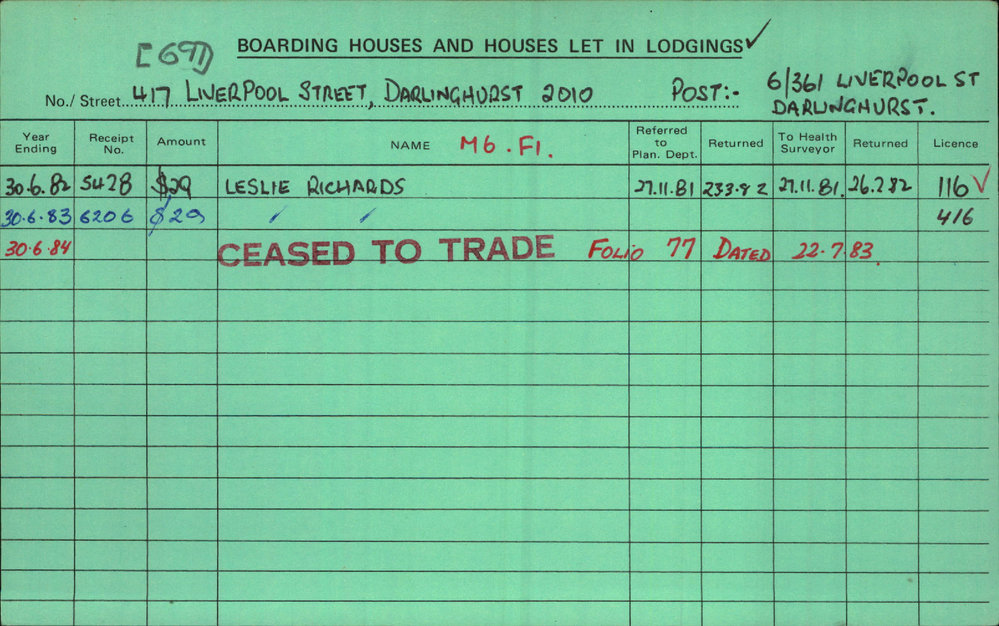 [691] BOARDING HOUSES AND HOUSES LET IN LODGINGS ✓
No./ Street 417 LIVERPOOL STREET, DARLINGHURST 2010 POST:- 6/361 LIVERPOOL ST
DARLINGHURST.
Year Ending Receipt No. Amount NAME M6. F1. Referred to Plan. Dept. Returned To Health Surveyor Returned Licence
30.6.82 5428 $29 LESLIE RICHARDS 27.11.81 23.3.82 27.11.81. 26.2.82 116 ✓
30.6.83 6206 $29 " " 416
30.6.84 CEASED TO TRADE FOLIO 77 DATED 22.7.83.